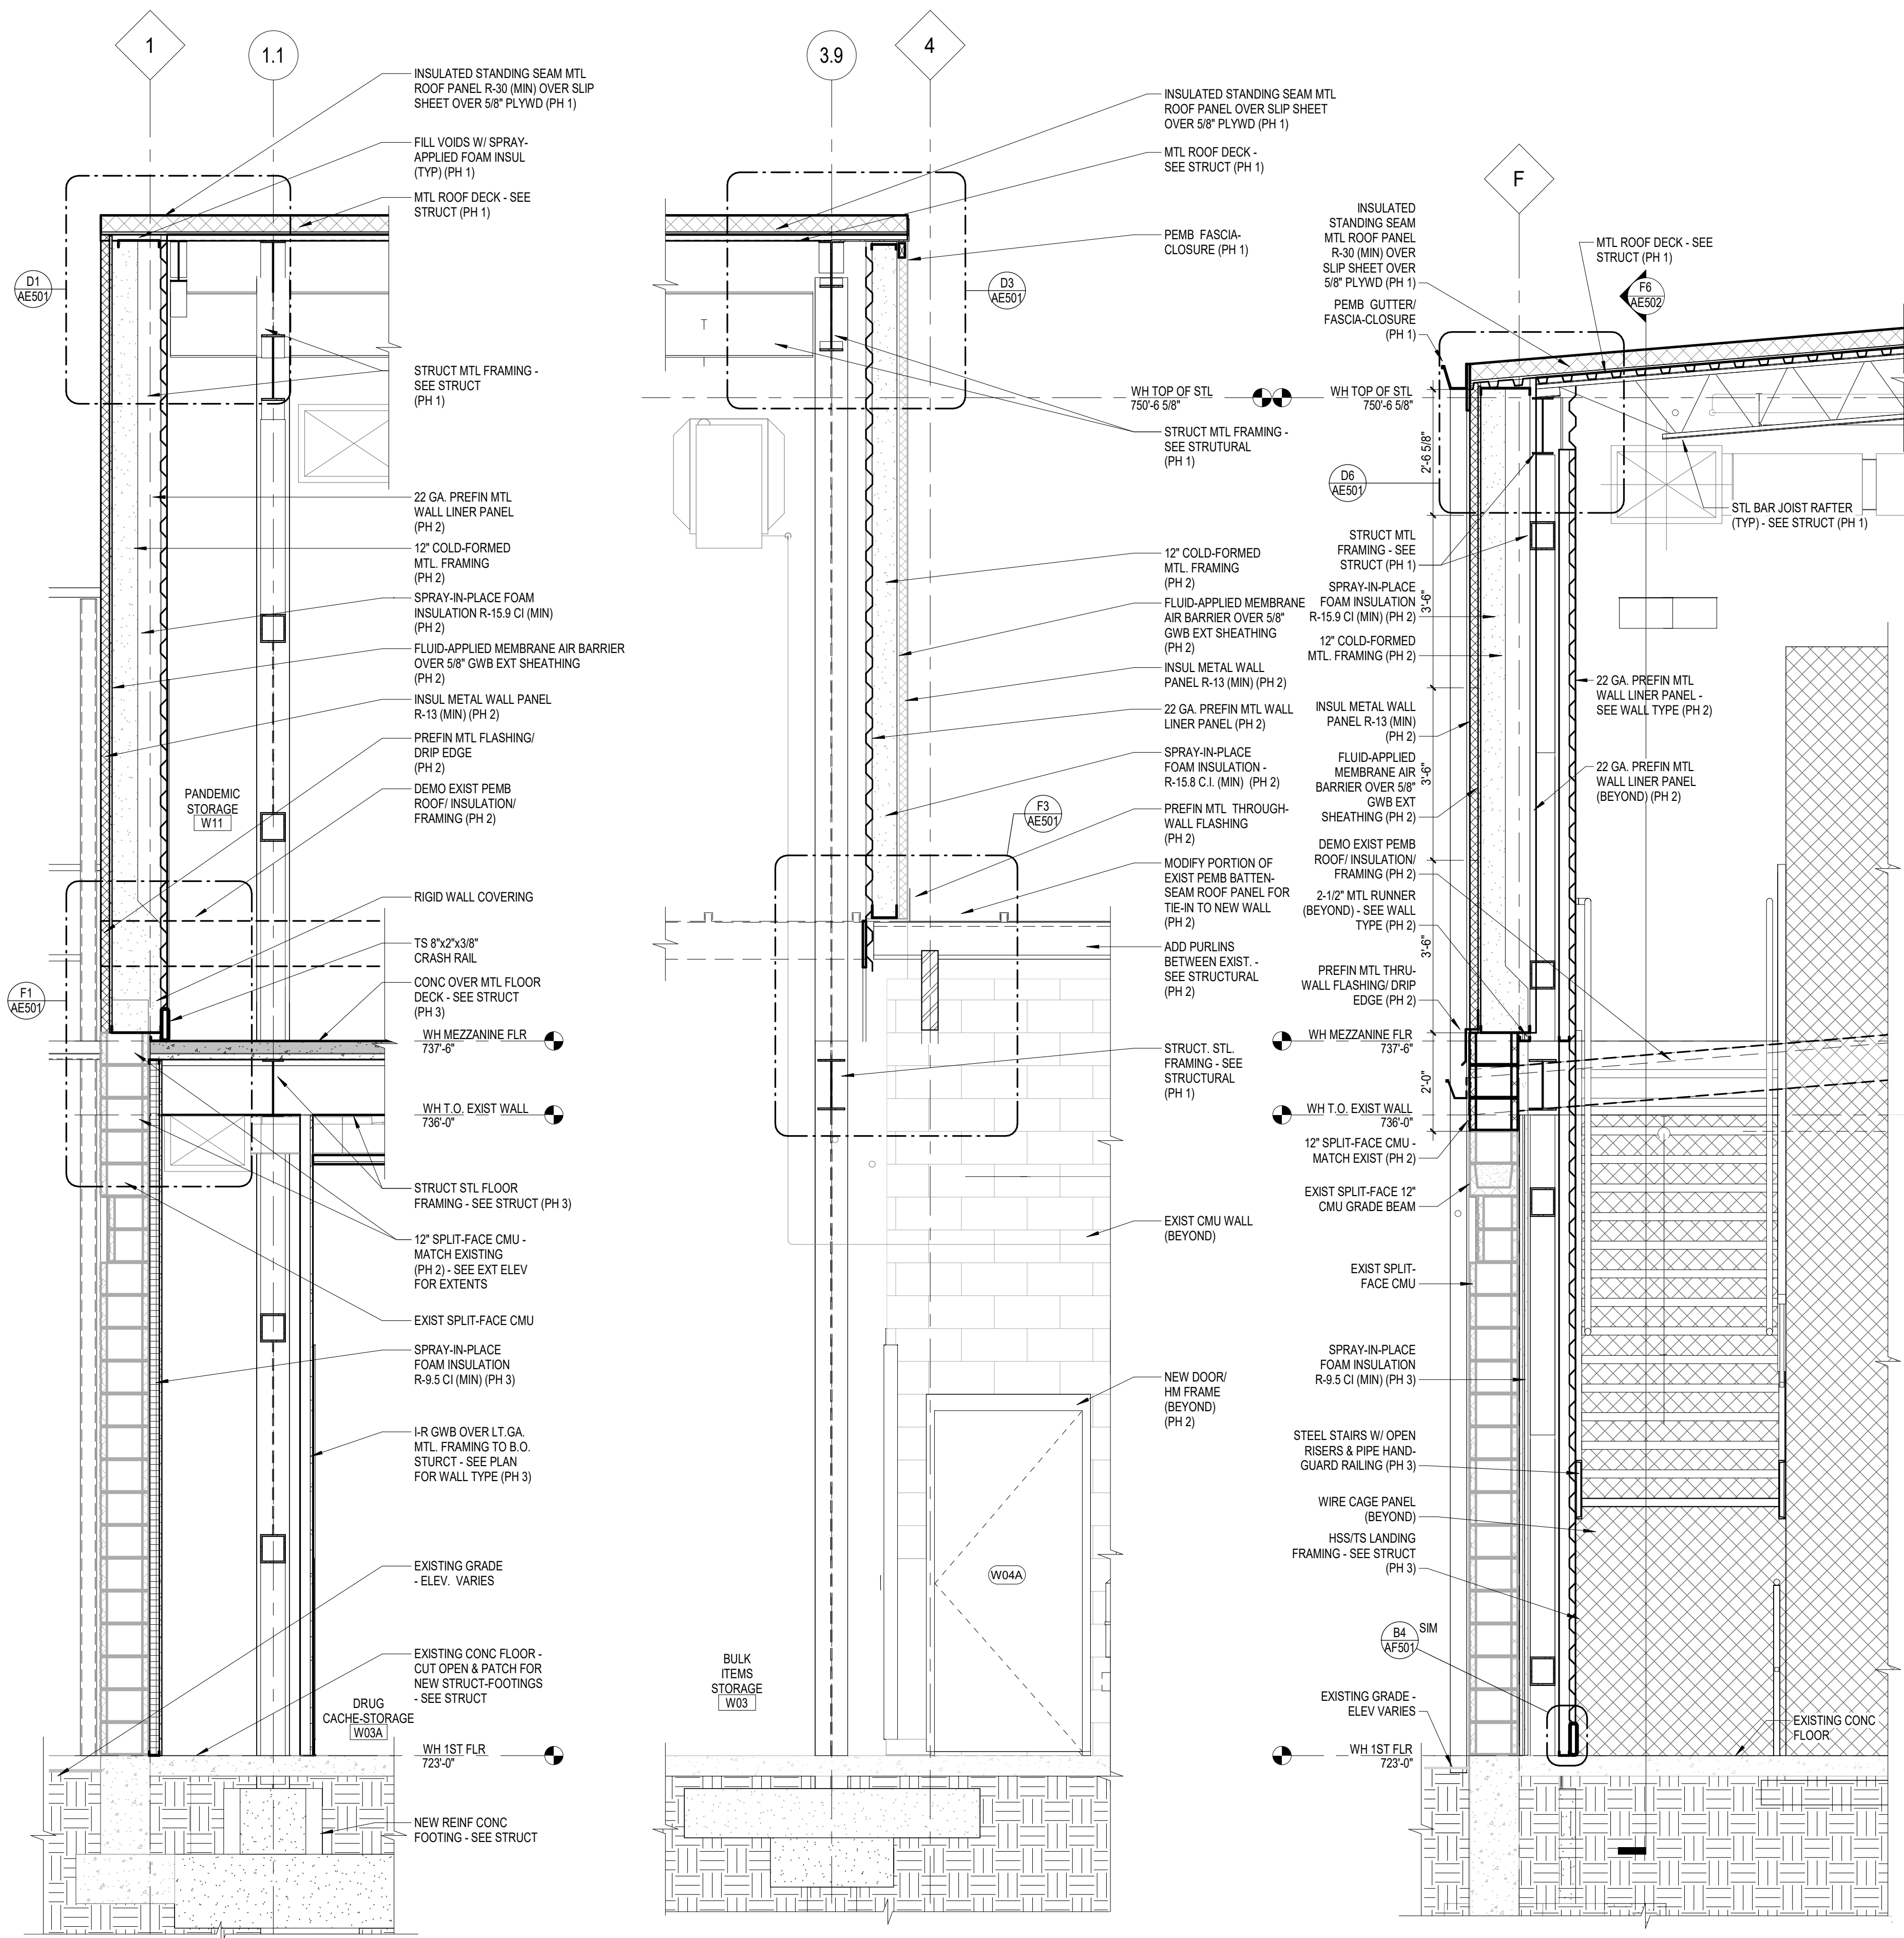 1
1.1
INSULATED STANDING SEAM MTL
ROOF PANEL R-30 (MIN) OVER SLIP
SHEET OVER 5/8" PLYWD (PH 1)
FILL VOIDS W/ SPRAY-
APPLIED FOAM INSUL
(TYP) (PH 1)
MTL ROOF DECK - SEE
STRUCT (PH 1)
D1
AE501
STRUCT MTL FRAMING -
SEE STRUCT
(PH 1)
22 GA. PREFIN MTL
WALL LINER PANEL
(PH 2)
12" COLD-FORMED
MTL. FRAMING
(PH 2)
SPRAY-IN-PLACE FOAM
INSULATION R-15.9 CI (MIN)
(PH 2)
FLUID-APPLIED MEMBRANE AIR BARRIER
OVER 5/8" GWB EXT SHEATHING
(PH 2)
INSUL METAL WALL PANEL
R-13 (MIN) (PH 2)
PREFIN MTL FLASHING/
DRIP EDGE
(PH 2)
DEMO EXIST PEMB
ROOF/ INSULATION/
FRAMING (PH 2)
PANDEMIC
STORAGE
W11
RIGID WALL COVERING
TS 8"x2"x3/8"
CRASH RAIL
CONC OVER MTL FLOOR
DECK - SEE STRUCT
(PH 3)
F1
AE501
WH MEZZANINE FLR
737'-6"
WH T.O. EXIST WALL
736'-0"
STRUCT STL FLOOR
FRAMING - SEE STRUCT (PH 3)
12" SPLIT-FACE CMU -
MATCH EXISTING
(PH 2) - SEE EXT ELEV
FOR EXTENTS
EXIST SPLIT-FACE CMU
SPRAY-IN-PLACE
FOAM INSULATION
R-9.5 CI (MIN) (PH 3)
I-R GWB OVER LT.GA.
MTL. FRAMING TO B.O.
STURCT - SEE PLAN
FOR WALL TYPE (PH 3)
EXISTING GRADE
- ELEV. VARIES
EXISTING CONC FLOOR -
CUT OPEN & PATCH FOR
NEW STRUCT-FOOTINGS
- SEE STRUCT
DRUG
CACHE-STORAGE
W03A
WH 1ST FLR
723'-0"
NEW REINF CONC
FOOTING - SEE STRUCT
3.9
4
INSULATED STANDING SEAM MTL
ROOF PANEL OVER SLIP SHEET
OVER 5/8" PLYWD (PH 1)
MTL ROOF DECK -
SEE STRUCT (PH 1)
PEMB FASCIA-
CLOSURE (PH 1)
D3
AE501
WH TOP OF STL
750'-6 5/8"
STRUCT MTL FRAMING -
SEE STRUTURAL
(PH 1)
12" COLD-FORMED
MTL. FRAMING
(PH 2)
FLUID-APPLIED MEMBRANE
AIR BARRIER OVER 5/8"
GWB EXT SHEATHING
(PH 2)
INSUL METAL WALL
PANEL R-13 (MIN) (PH 2)
22 GA. PREFIN MTL WALL
LINER PANEL (PH 2)
SPRAY-IN-PLACE
FOAM INSULATION -
R-15.8 C.I. (MIN) (PH 2)
F3
AE501
PREFIN MTL THROUGH-
WALL FLASHING
(PH 2)
MODIFY PORTION OF
EXIST PEMB BATTEN-
SEAM ROOF PANEL FOR
TIE-IN TO NEW WALL
(PH 2)
ADD PURLINS
BETWEEN EXIST. -
SEE STRUCTURAL
(PH 2)
STRUCT. STL.
FRAMING - SEE
STRUCTURAL
(PH 1)
EXIST CMU WALL
(BEYOND)
NEW DOOR/
HM FRAME
(BEYOND)
(PH 2)
W04A
BULK
ITEMS
STORAGE
W03
F
INSULATED
STANDING SEAM
MTL ROOF PANEL
R-30 (MIN) OVER
SLIP SHEET OVER
5/8" PLYWD (PH 1)
PEMB GUTTER/
FASCIA-CLOSURE
(PH 1)
MTL ROOF DECK - SEE
STRUCT (PH 1)
F6
AE502
WH TOP OF STL
750'-6 5/8"
2'-6 5/8"
D6
AE501
STL BAR JOIST RAFTER
(TYP) - SEE STRUCT (PH 1)
STRUCT MTL
FRAMING - SEE
STRUCT (PH 1)
SPRAY-IN-PLACE
FOAM INSULATION
R-15.9 CI (MIN) (PH 2)
3'-6"
12" COLD-FORMED
MTL. FRAMING (PH 2)
22 GA. PREFIN MTL
WALL LINER PANEL -
SEE WALL TYPE (PH 2)
INSUL METAL WALL
PANEL R-13 (MIN)
(PH 2)
FLUID-APPLIED
MEMBRANE AIR
BARRIER OVER 5/8"
GWB EXT
SHEATHING (PH 2)
3'-6"
22 GA. PREFIN MTL
WALL LINER PANEL
(BEYOND) (PH 2)
DEMO EXIST PEMB
ROOF/ INSULATION/
FRAMING (PH 2)
2-1/2" MTL RUNNER
(BEYOND) - SEE WALL
TYPE (PH 2)
3'-6"
PREFIN MTL THRU-
WALL FLASHING/ DRIP
EDGE (PH 2)
WH MEZZANINE FLR
737'-6"
2'-0"
WH T.O. EXIST WALL
736'-0"
12" SPLIT-FACE CMU -
MATCH EXIST (PH 2)
EXIST SPLIT-FACE 12"
CMU GRADE BEAM
EXIST SPLIT-
FACE CMU
SPRAY-IN-PLACE
FOAM INSULATION
R-9.5 CI (MIN) (PH 3)
STEEL STAIRS W/ OPEN
RISERS & PIPE HAND-
GUARD RAILING (PH 3)
WIRE CAGE PANEL
(BEYOND)
HSS/TS LANDING
FRAMING - SEE STRUCT
(PH 3)
B4
AF501
SIM
EXISTING GRADE -
ELEV VARIES
EXISTING CONC
FLOOR
WH 1ST FLR
723'-0"